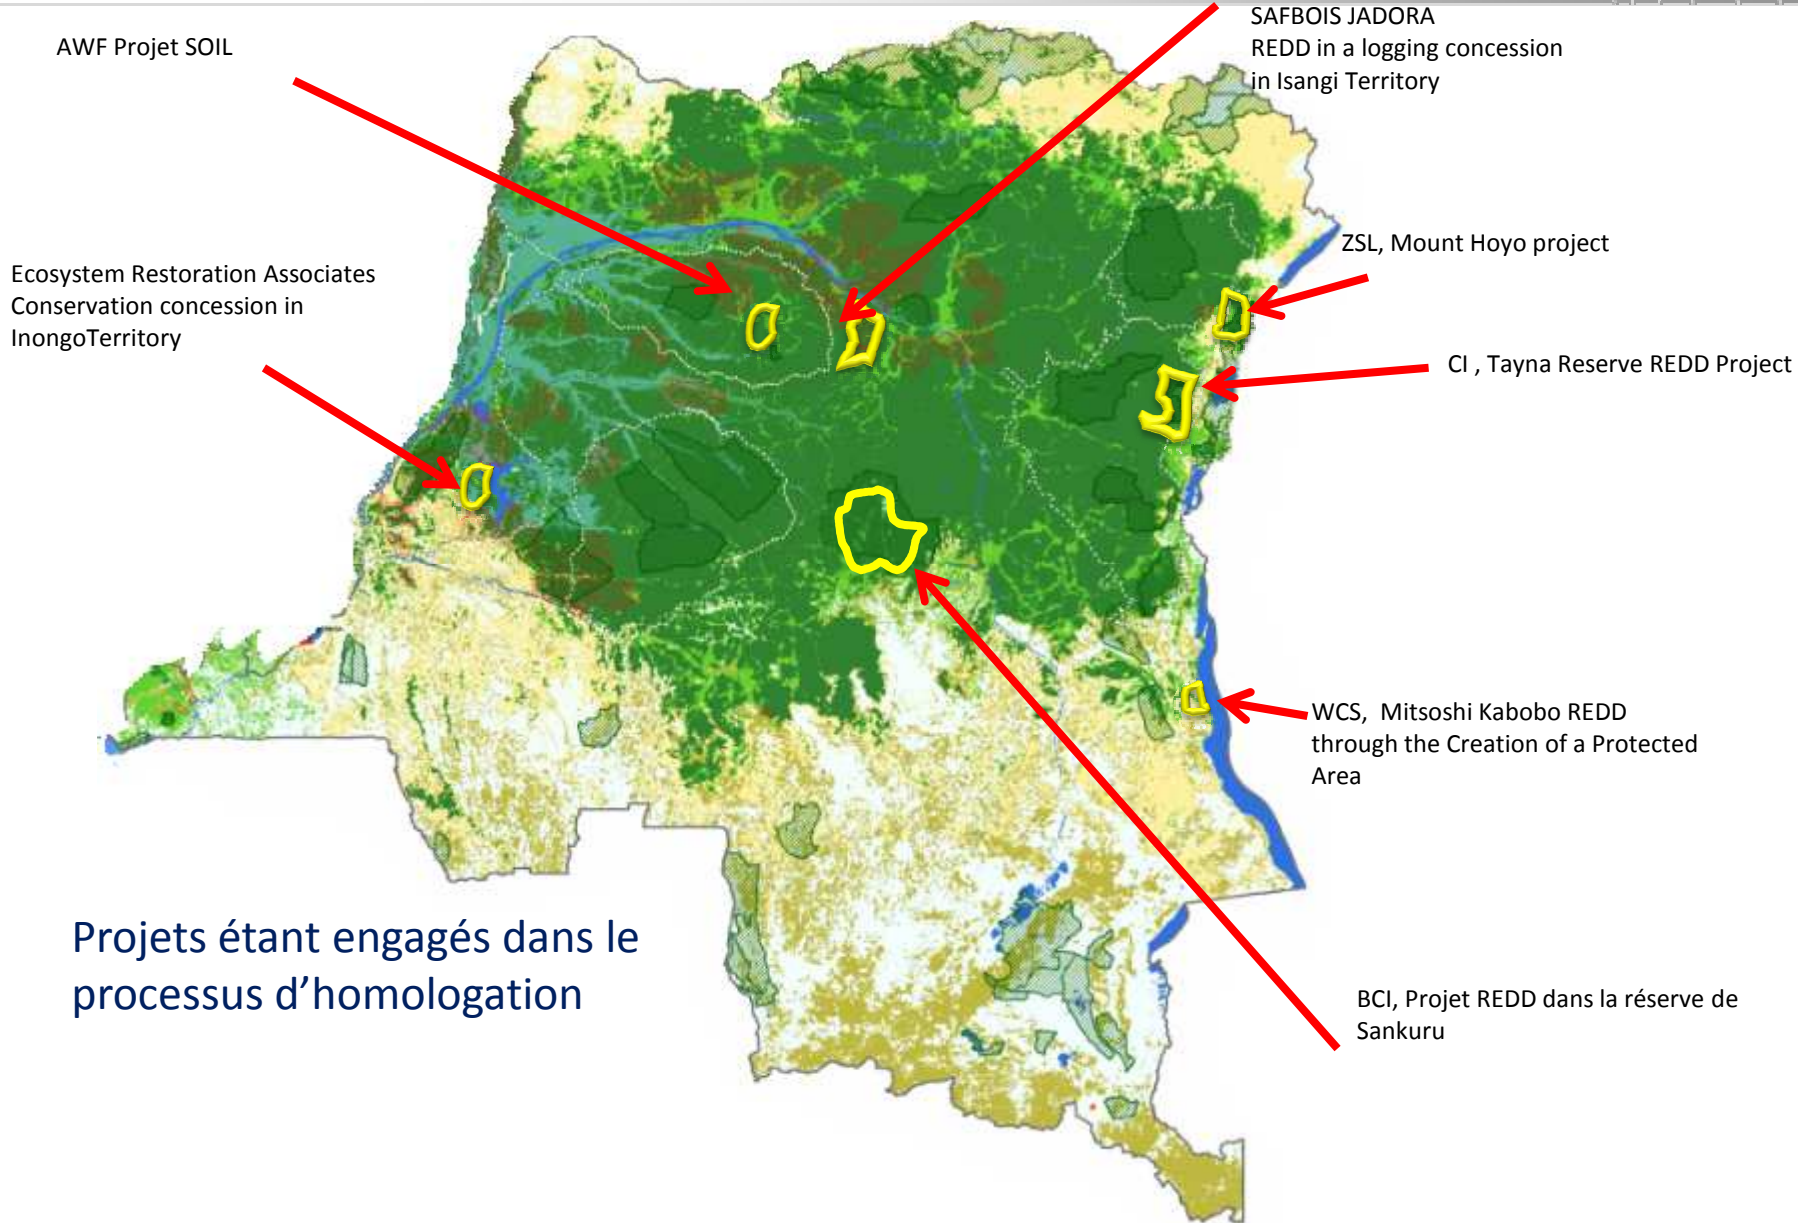 SAFBOIS JADORA
REDD in a logging concession
in Isangi Territory
AWF Projet SOIL
ZSL, Mount Hoyo project
Ecosystem Restoration Associates
Conservation concession in
InongoTerritory
CI , Tayna Reserve REDD Project
WCS,  Mitsoshi Kabobo REDD
through the Creation of a Protected
Area
Projets étant engagés dans le
processus d’homologation
BCI, Projet REDD dans la réserve de
Sankuru